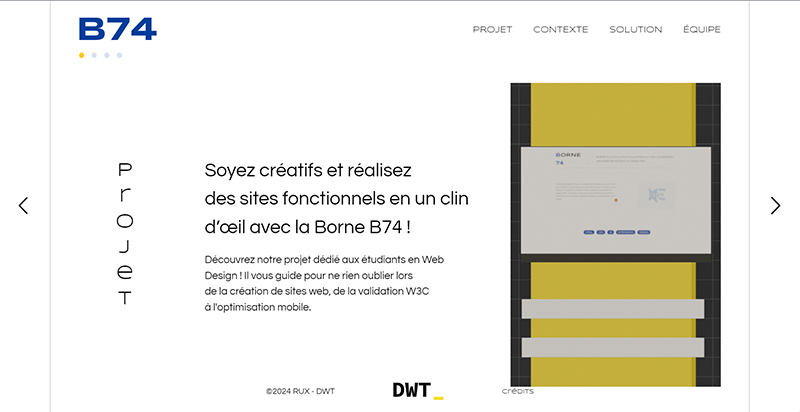 B74
PROJET CONTEXTE SOLUTION ÉQUIPE
Projet
Soyez créatifs et réalisez
des sites fonctionnels en un clin
d’œil avec la Borne B74 !
Découvrez notre projet dédié aux étudiants en Web
Design ! Il vous guide pour ne rien oublier lors
de la création de sites web, de la validation W3C
à l'optimisation mobile.
BORNE
74
©2024 RUX - DWT
DWT_
CRÉDITS